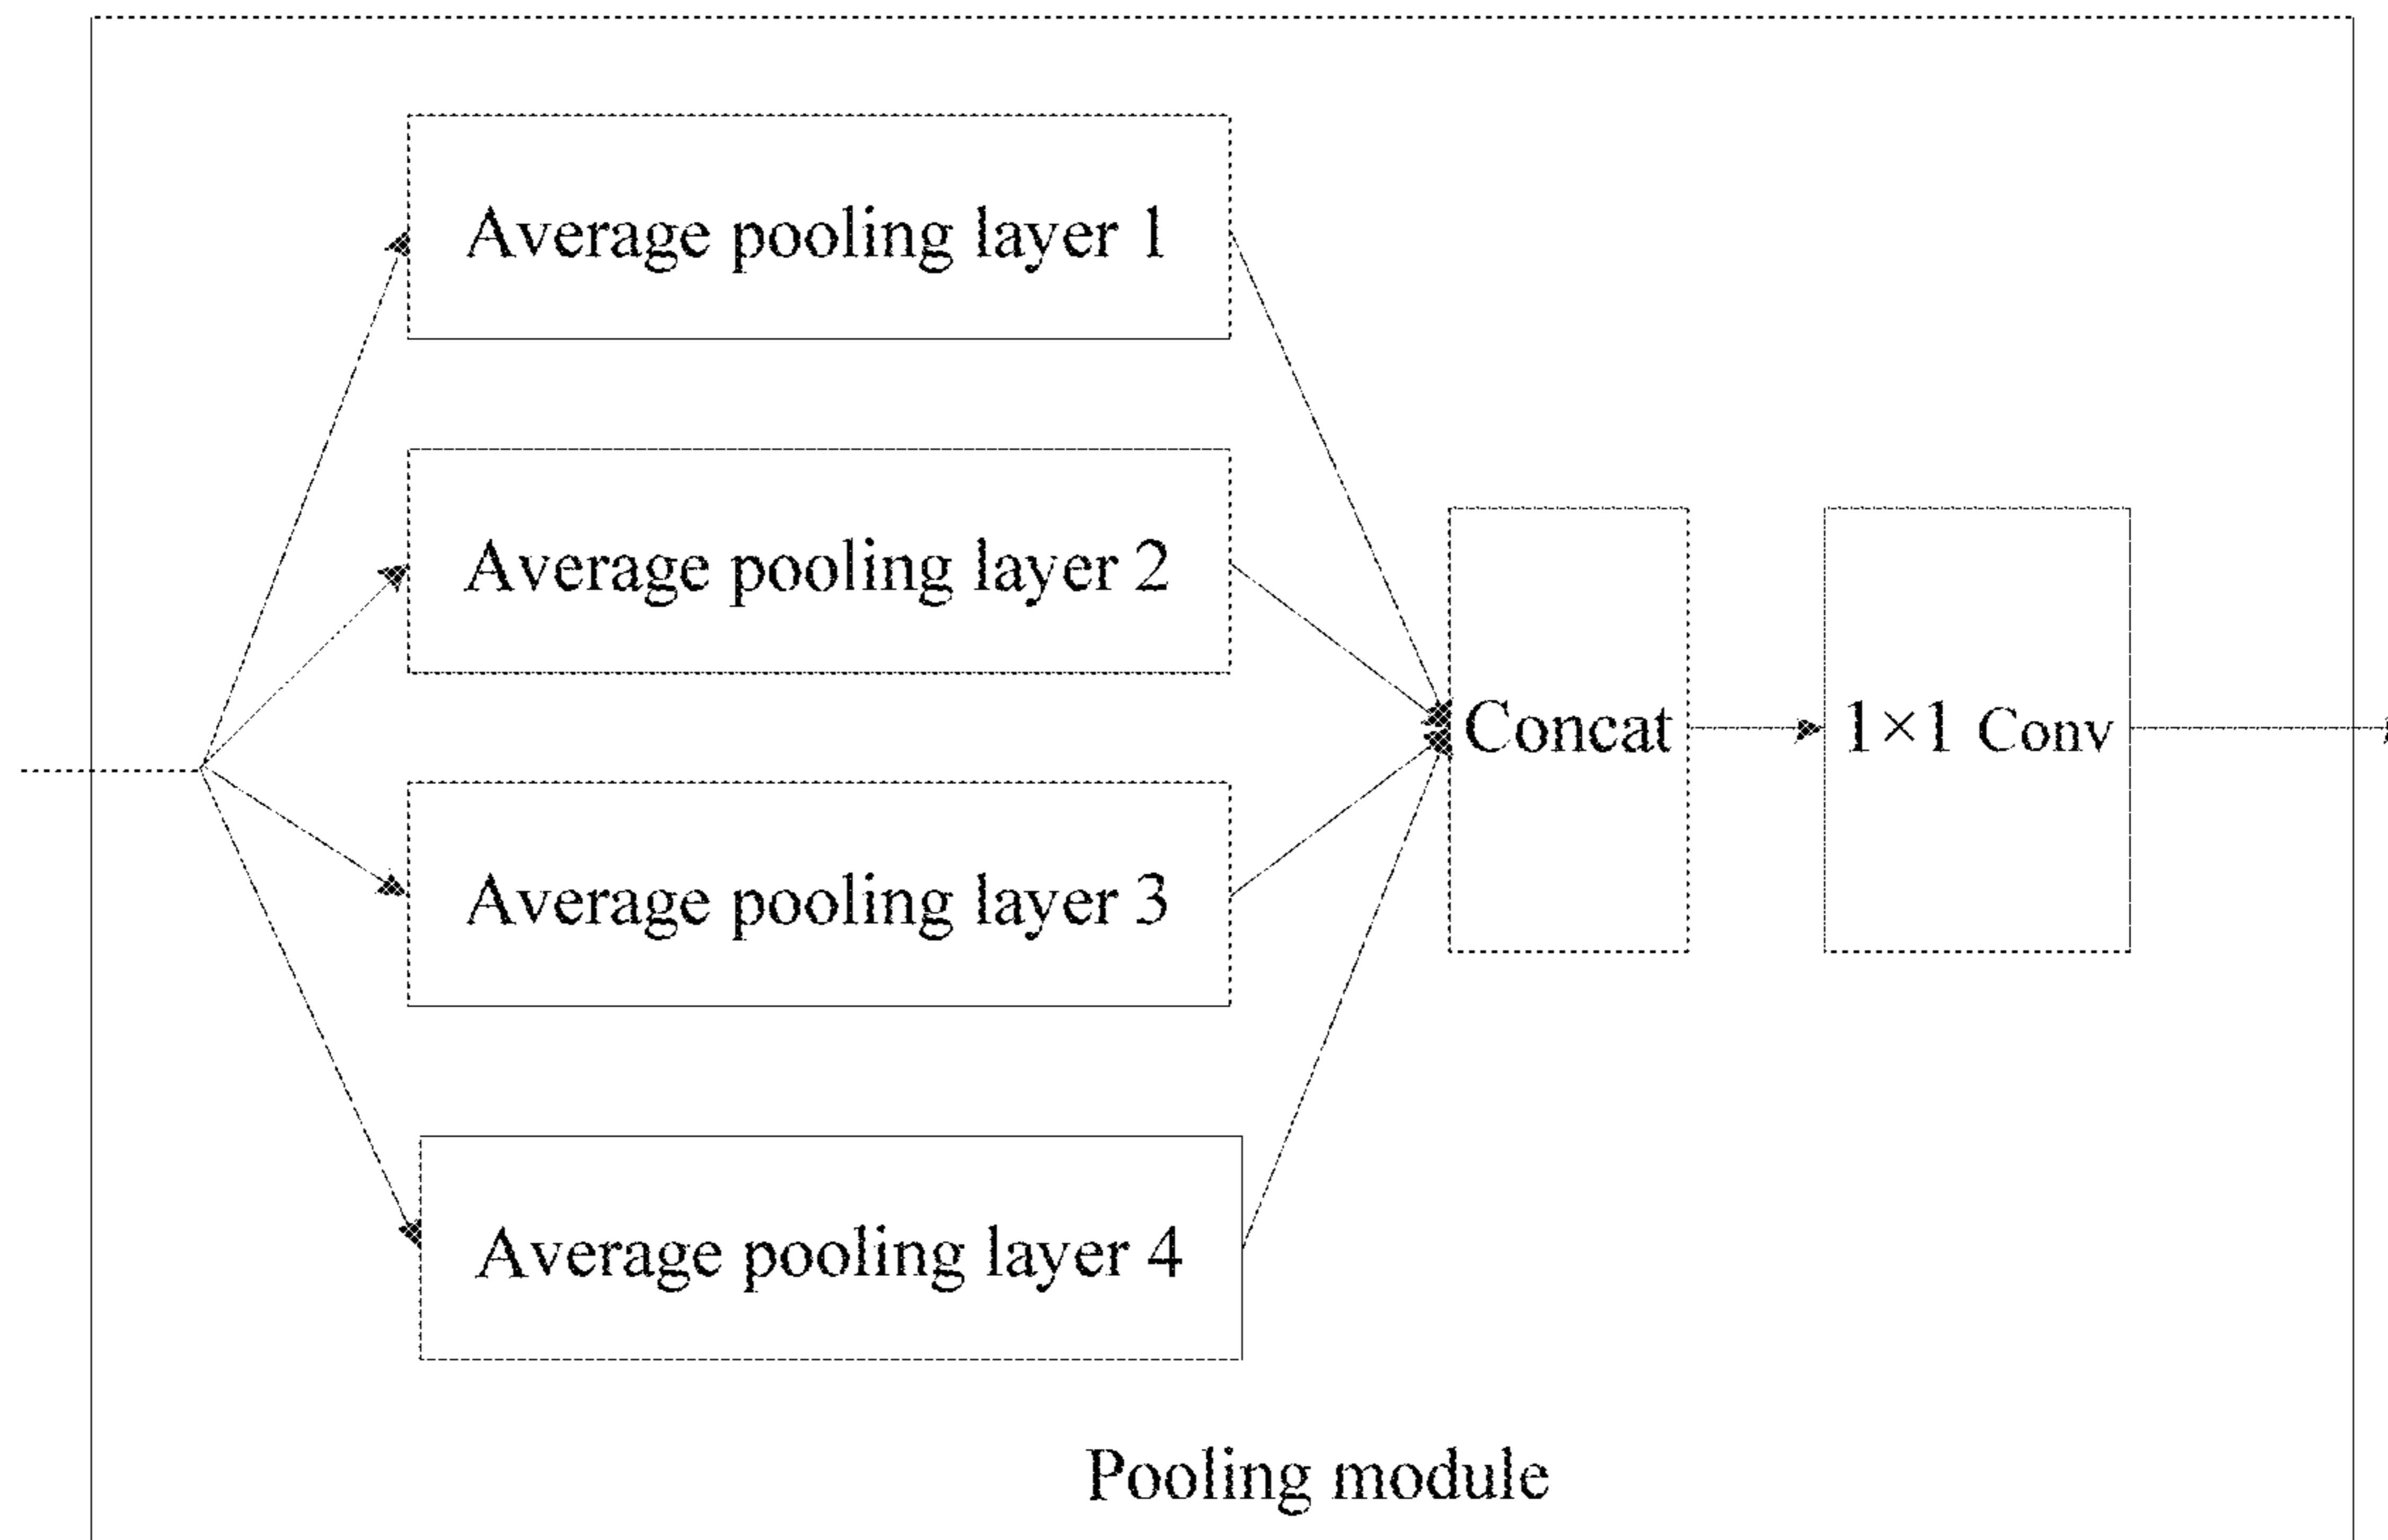 Average pooling layer 1
Average pooling layer 2
Average pooling layer 3
Average pooling layer 4
Concat
1×1 Conv
Pooling module